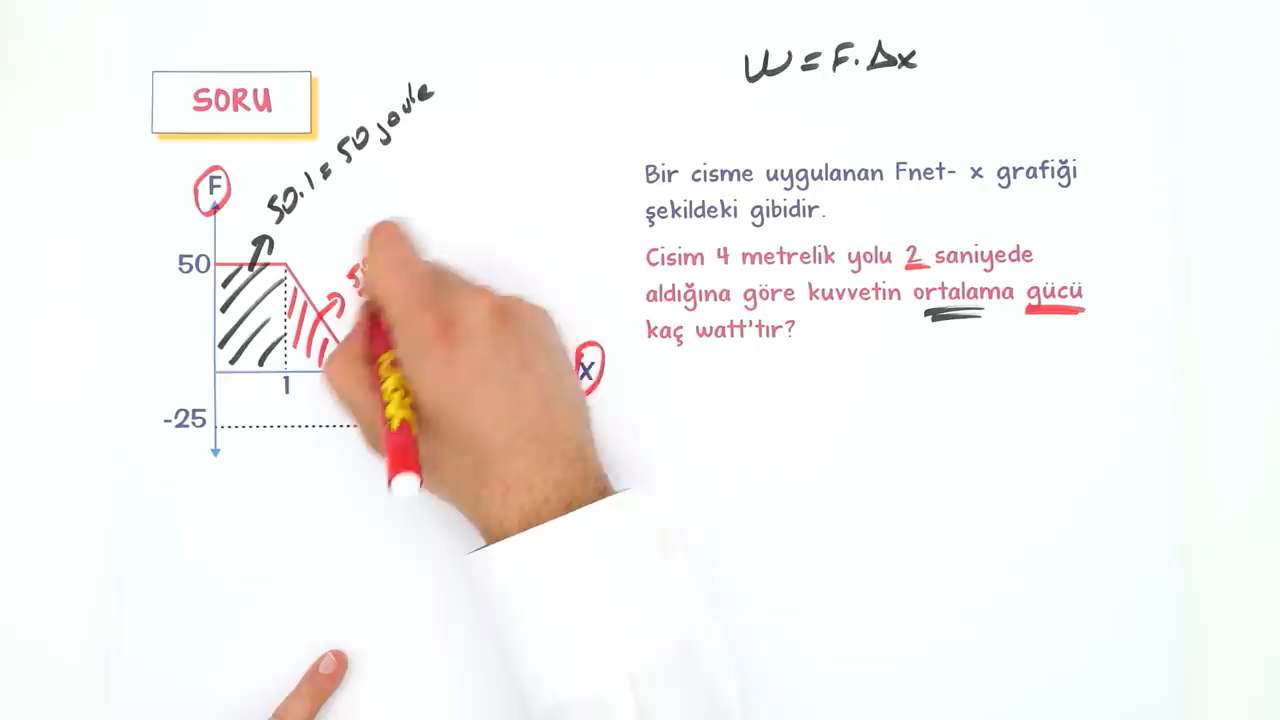 W = F.Δx
SORU
50.1 = 50 joule
F
50
1
-25
x
Bir cisme uygulanan Fnet- x grafiği
şekildeki gibidir.
Cisim 4 metrelik yolu 2 saniyede
aldığına göre kuvvetin ortalama gücü
kaç watt'tır?